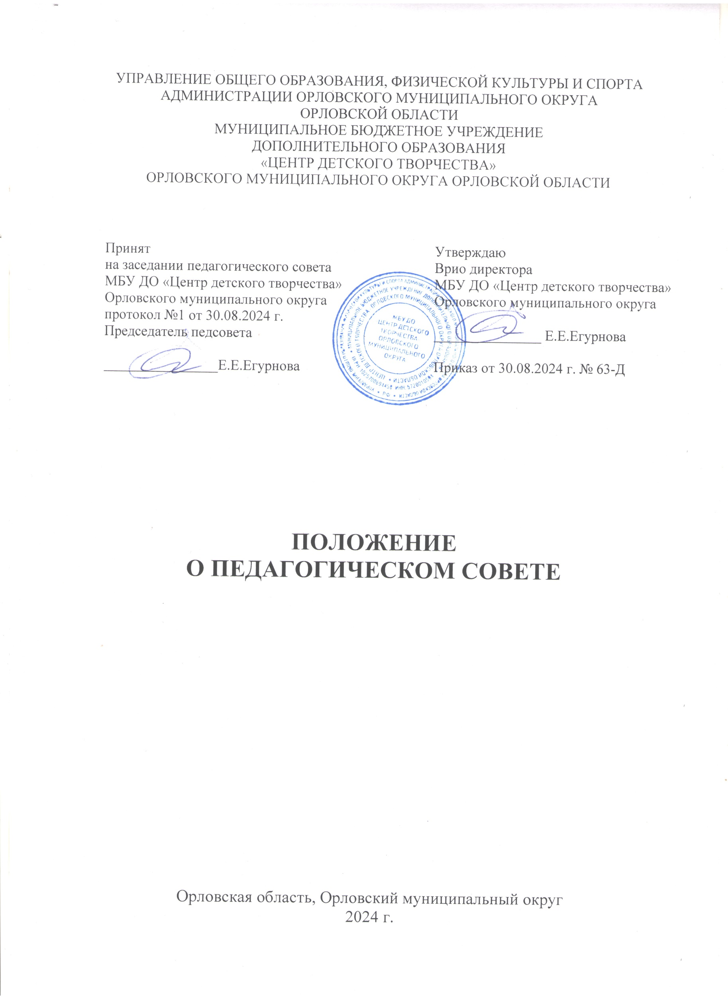 УПРАВЛЕНИЕ ОБЩЕГО ОБРАЗОВАНИЯ, ФИЗИЧЕСКОЙ КУЛЬТУРЫ И СПОРТА
АДМИНИСТРАЦИИ ОРЛОВСКОГО МУНИЦИПАЛЬНОГО ОКРУГА
ОРЛОВСКОЙ ОБЛАСТИ
МУНИЦИПАЛЬНОЕ БЮДЖЕТНОЕ УЧРЕЖДЕНИЕ
ДОПОЛНИТЕЛЬНОГО ОБРАЗОВАНИЯ
«ЦЕНТР ДЕТСКОГО ТВОРЧЕСТВА»
ОРЛОВСКОГО МУНИЦИПАЛЬНОГО ОКРУГА ОРЛОВСКОЙ ОБЛАСТИ
Принят
на заседании педагогического совета
МБУ ДО «Центр детского творчества»
Орловского муниципального округа
протокол №1 от 30.08.2024 г.
Председатель педсовета
Е.Е.Егурнова
Утверждаю
Врио директора
МБУ ДО «Центр детского творчества»
Орловского муниципального округа
Е.Е.Егурнова
Приказ от 30.08.2024 г. № 63-Д
МБУ ДО
ЦЕНТР ДЕТСКОГО
ТВОРЧЕСТВА
ОРЛОВСКОГО
МУНИЦИПАЛЬНОГО
ОКРУГА
ПОЛОЖЕНИЕ
О ПЕДАГОГИЧЕСКОМ СОВЕТЕ
Орловская область, Орловский муниципальный округ
2024 г.